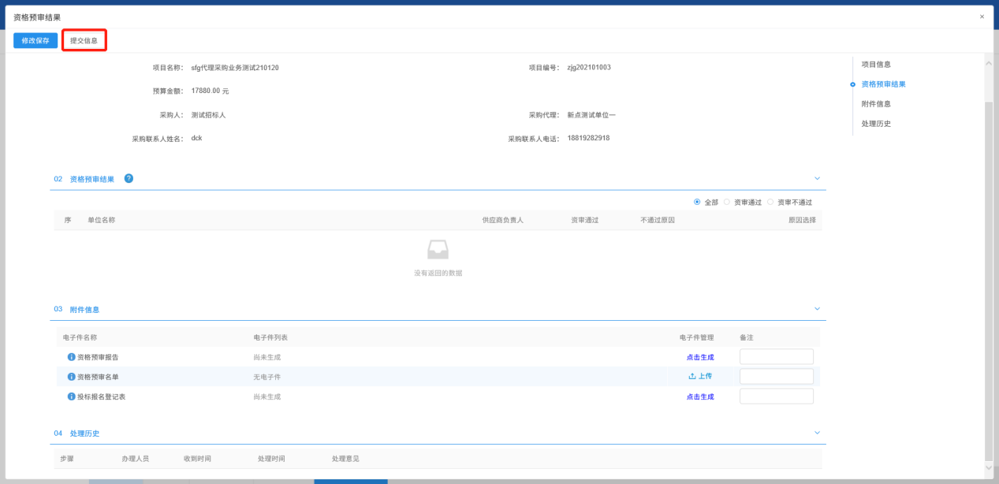 资格预审结果
×
修改保存 提交信息
项目名称： sfg代理采购业务测试210120 项目编号： zjg202101003
预算金额： 17880.00 元
采购人： 测试招标人 采购代理： 新点测试单位一
采购联系人姓名： dck 采购联系人电话： 18819282918
项目信息
资格预审结果
附件信息
处理历史
02 资格预审结果 ?
全部 资审通过 资审不通过
序 单位名称 供应商负责人 资审通过 不通过原因 原因选择
没有返回的数据
03 附件信息
电子件名称 电子件列表 电子件管理 备注
资格预审报告 尚未生成 点击生成
资格预审名单 无电子件 上传
投标报名登记表 尚未生成 点击生成
04 处理历史
步骤 办理人员 收到时间 处理时间 处理意见